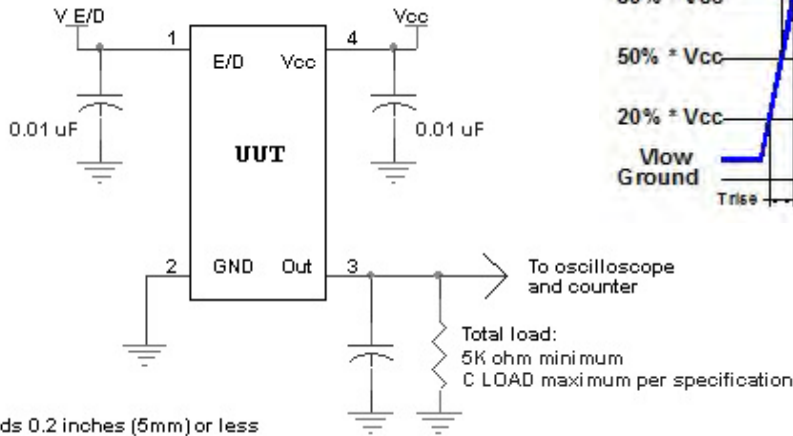 V E/D
Vcc
1
4
E/D
Vcc
0.01 uF
0.01 uF
UUT
2
GND
Out
3
To oscilloscope
and counter
Total load:
5K ohm minimum
C LOAD maximum per specification
0.2 inches (5mm) or less
50% * Vcc
20% * Vcc
Vlow
Ground
Trise